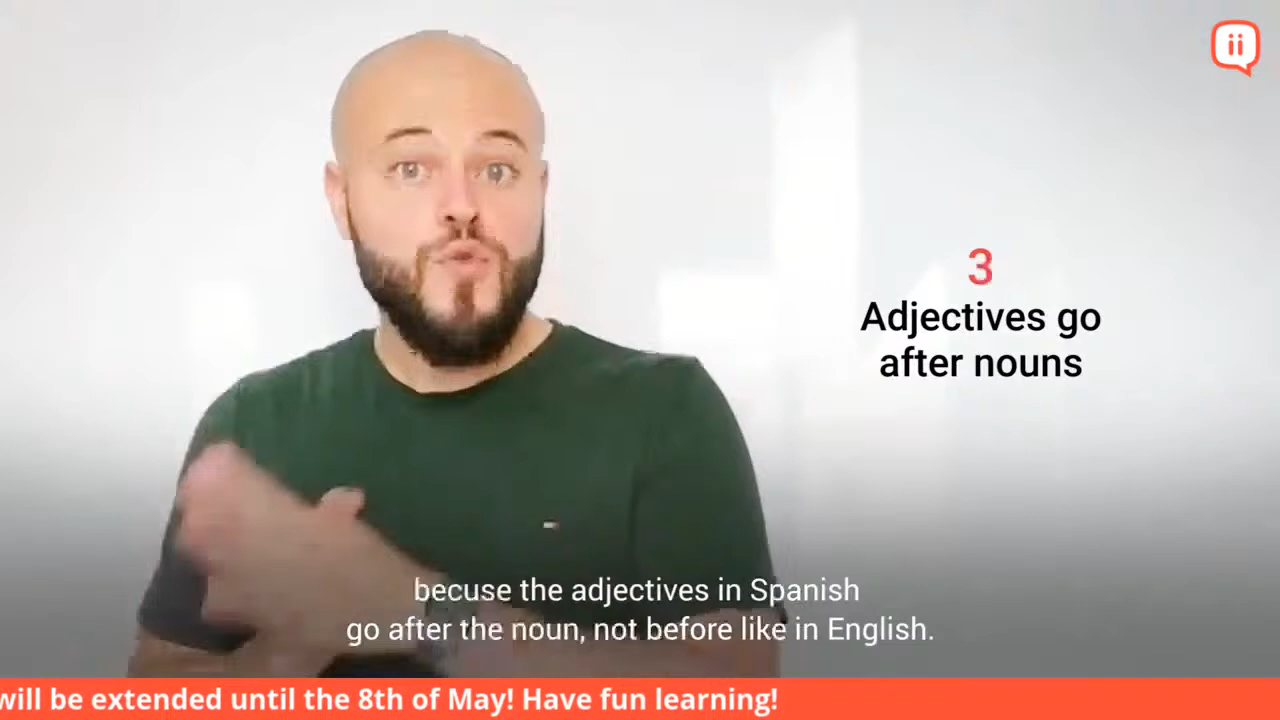 ii
3
Adjectives go
after nouns
becuse the adjectives in Spanish
go after the noun, not before like in English.
will be extended until the 8th of May! Have fun learning!